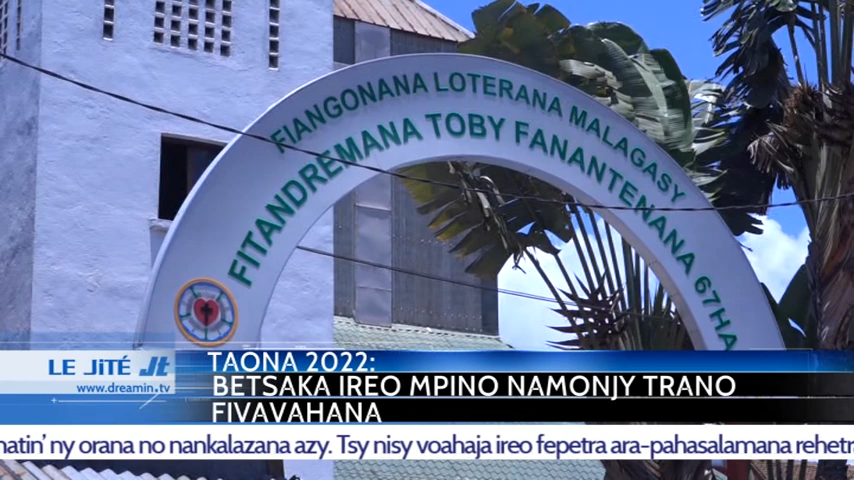 FIANGONANA LOTERANA MALAGASY
FITANDREMANA TOBY FANANTENANA 67HA
LE JiTÉ Jt
www.dreamin.tv
TAONA 2022:
BETSAKA IREO MPINO NAMONJY TRANO
FIVAVAHANA
natin' ny orana no nankalazana azy. Tsy nisy voahaja ireo fepetra ara-pahasalamana rehetr